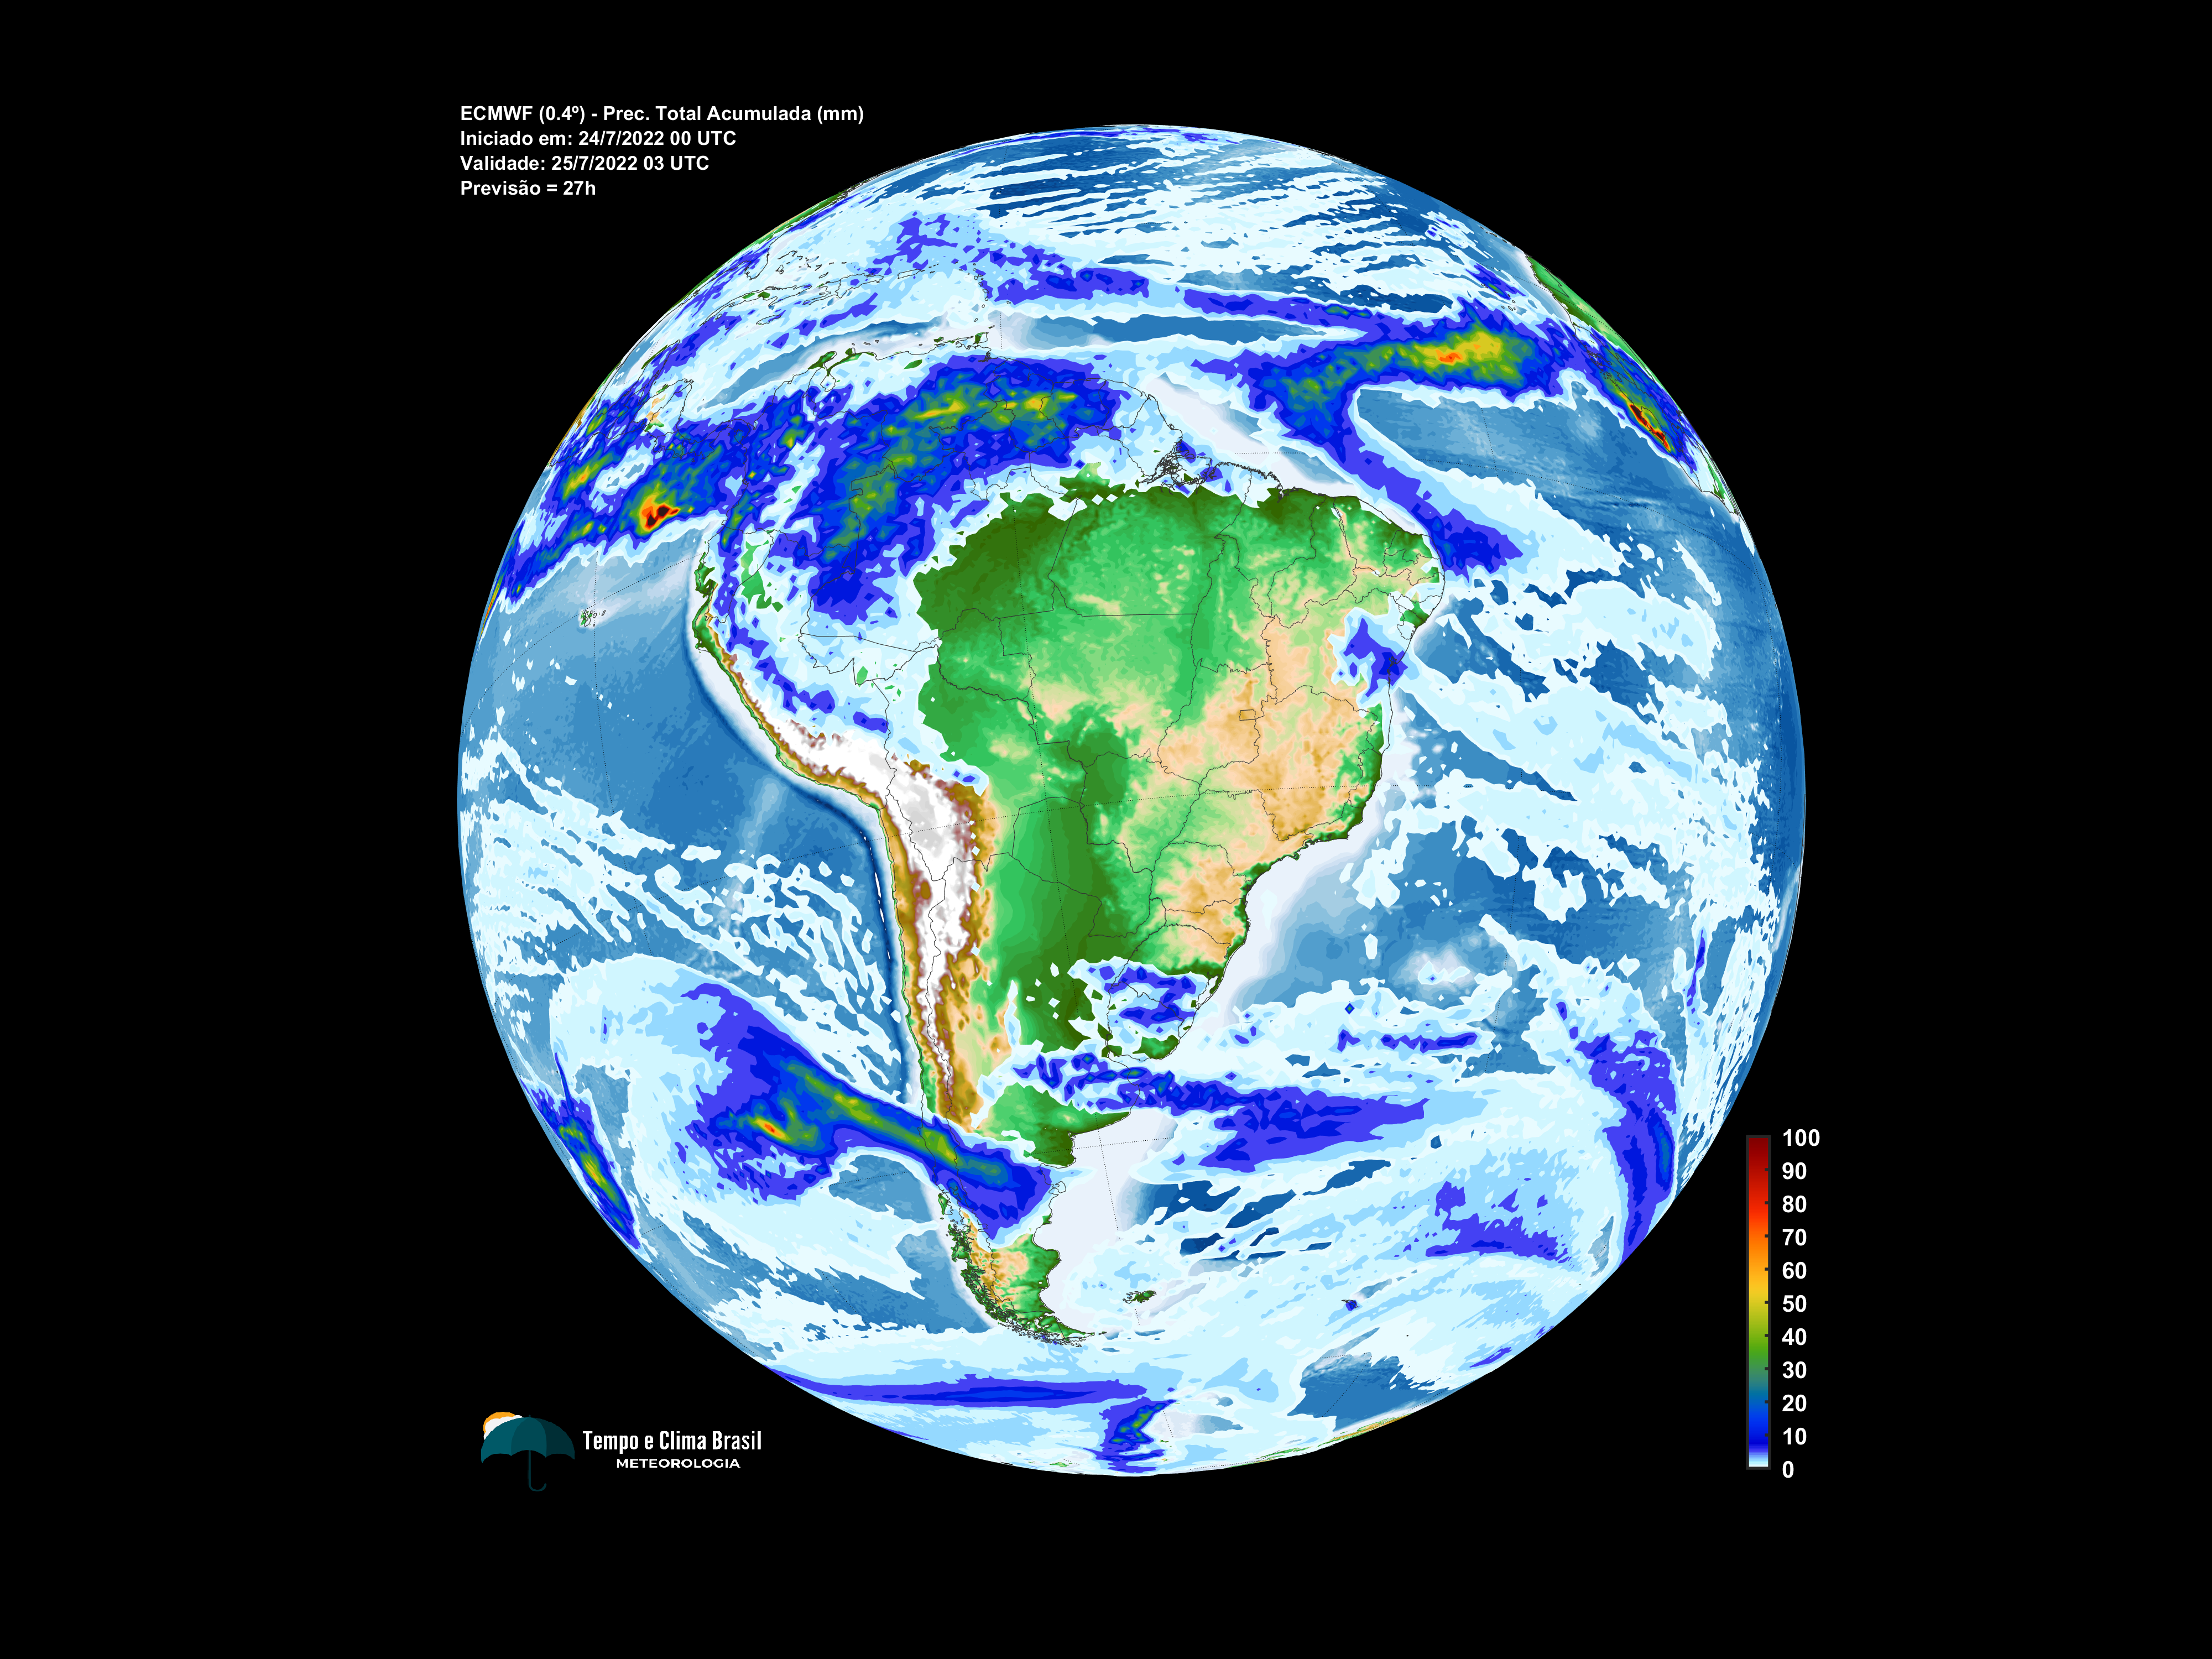 ECMWF (0.4º) - Prec. Total Acumulada (mm)
Iniciado em: 24/7/2022 00 UTC
Validade: 25/7/2022 03 UTC
Previsão = 27h
100
90
80
70
60
50
40
30
20
10
0
Tempo e Clima Brasil
METEOROLOGIA